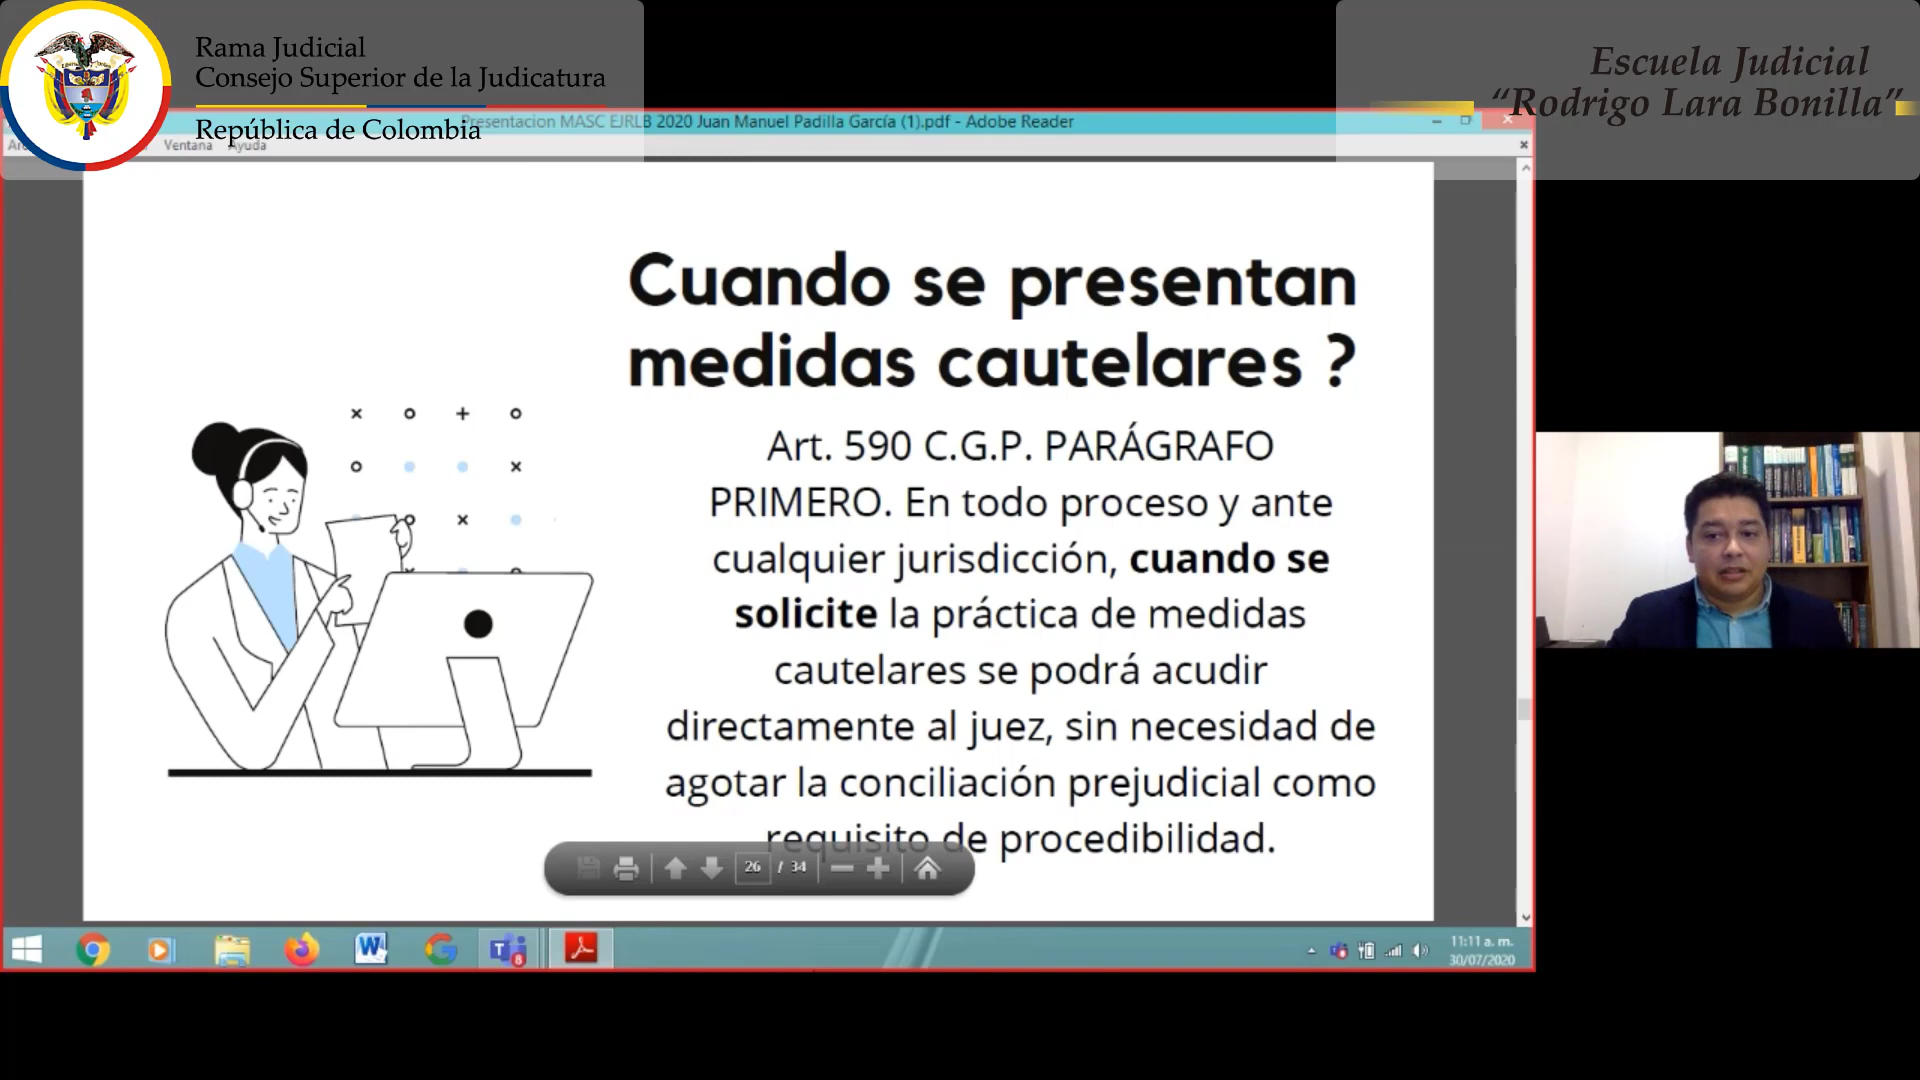 Rama Judicial
Consejo Superior de la Judicatura
República de Colombia
Escuela Judicial
“Rodrigo Lara Bonilla”
Presentacion MASC EJRLB 2020 Juan Manuel Padilla García (1).pdf - Adobe Reader
Ventana Ayuda
Cuando se presentan
medidas cautelares ?
Art. 590 C.G.P. PARÁGRAFO
PRIMERO. En todo proceso y ante
cualquier jurisdicción, cuando se
solicite la práctica de medidas
cautelares se podrá acudir
directamente al juez, sin necesidad de
agotar la conciliación prejudicial como
requisito de procedibilidad.
26 / 34
11:11 a. m.
30/07/2020